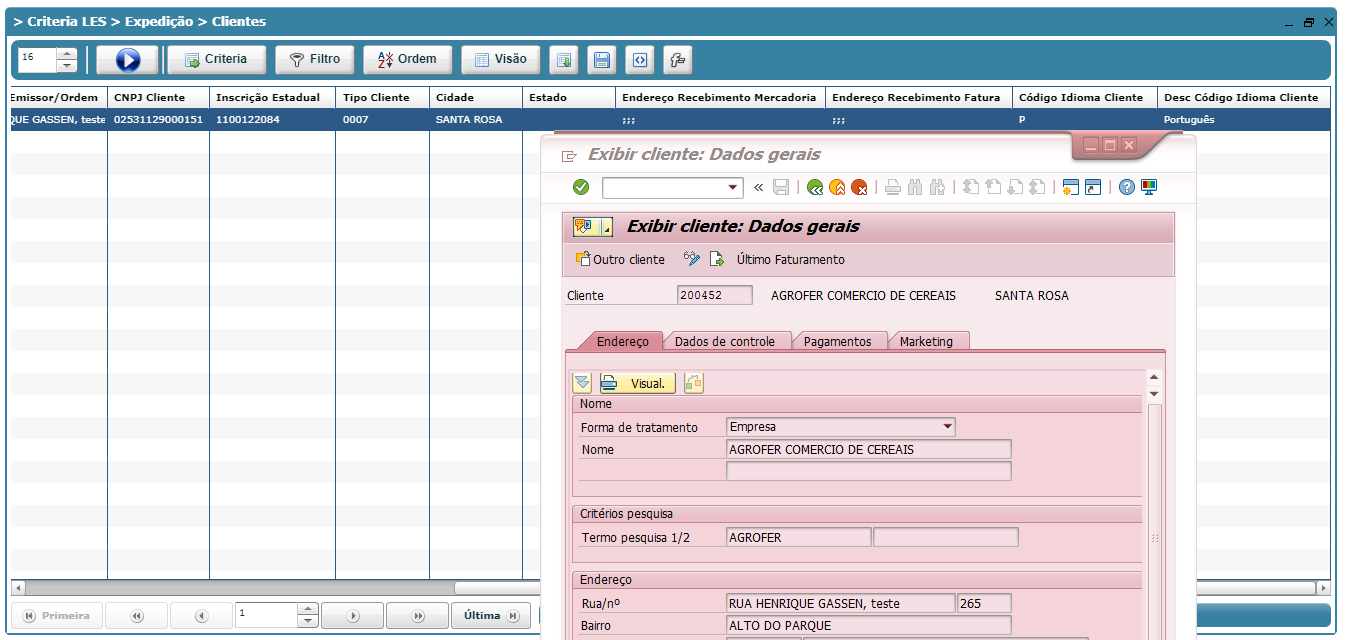 > Criteria LES > Expedição > Clientes
16 Criteria Filtro Ordem Visão
Emissor/Ordem CNPJ Cliente Inscrição Estadual Tipo Cliente Cidade Estado Endereço Recebimento Mercadoria Endereço Recebimento Fatura Código Idioma Cliente Desc Código Idioma Cliente
QUE GASSEN, teste 02531129000151 1100122084 0007 SANTA ROSA ;;; ;;; P Português
Exibir cliente: Dados gerais
Exibir cliente: Dados gerais
Outro cliente Último Faturamento
Cliente 200452 AGROFER COMERCIO DE CEREAIS SANTA ROSA
Endereço Dados de controle Pagamentos Marketing
Visual.
Nome
Forma de tratamento Empresa
Nome AGROFER COMERCIO DE CEREAIS
Critérios pesquisa
Termo pesquisa 1/2 AGROFER
Endereço
Rua/nº RUA HENRIQUE GASSEN, teste 265
Bairro ALTO DO PARQUE
Primeira 1 Última